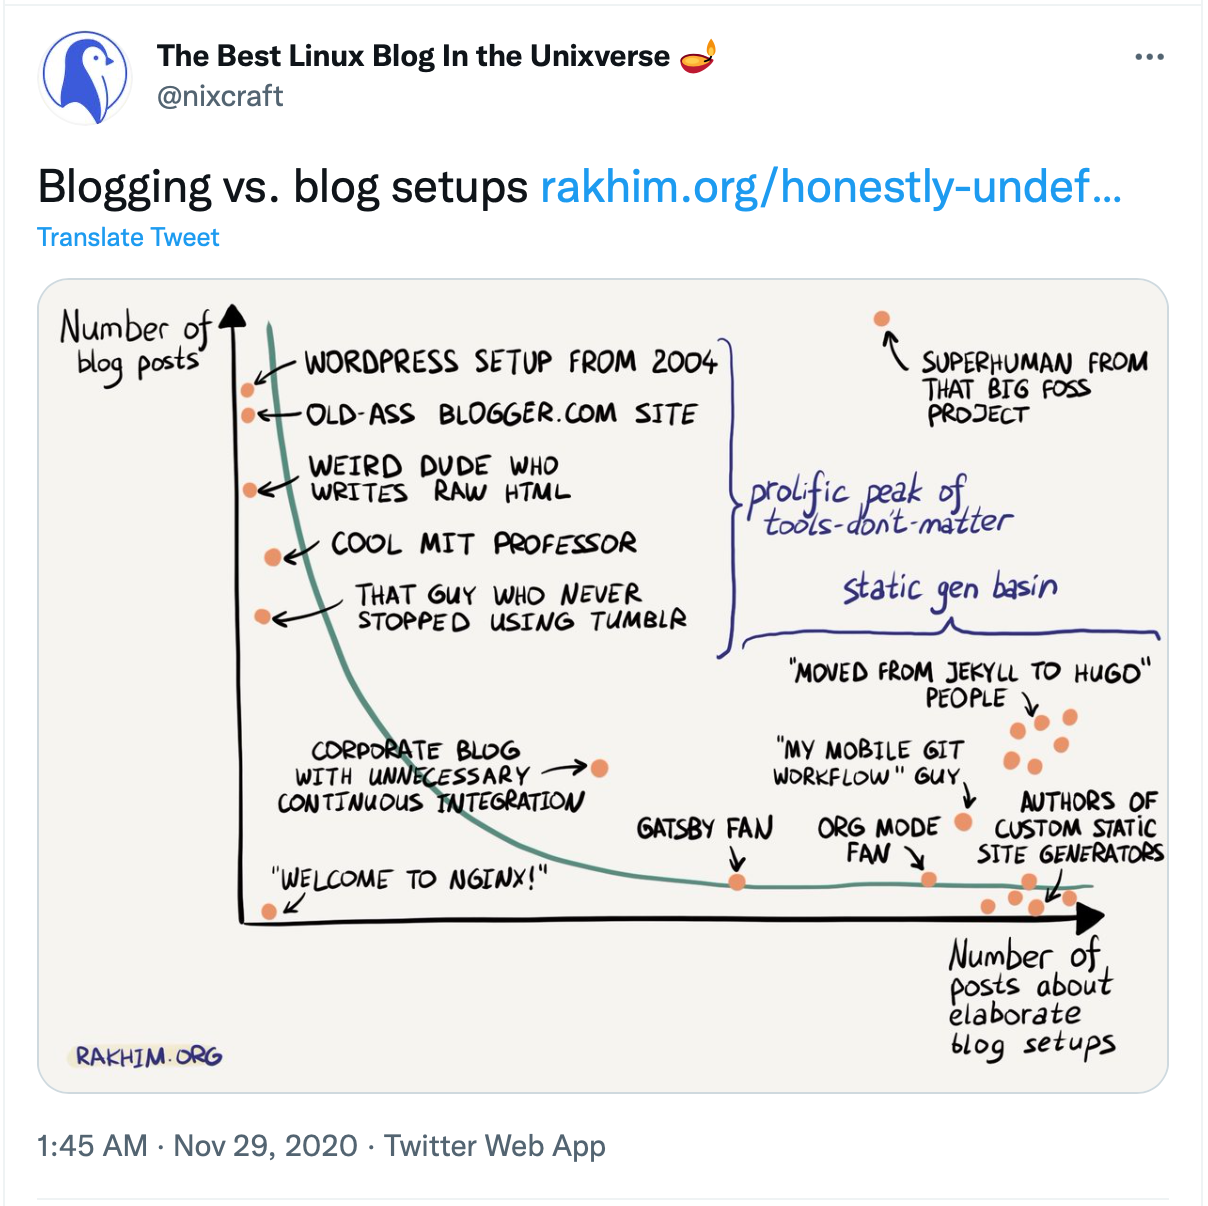 The Best Linux Blog In the Unixverse 🪔
@nixcraft
Blogging vs. blog setups rakhim.org/honestly-undef...
Translate Tweet
Number of
blog posts
WORDPRESS SETUP FROM 2004
OLD-ASS BLOGGER.COM SITE
WEIRD DUDE WHO
WRITES RAW HTML
COOL MIT PROFESSOR
THAT GUY WHO NEVER
STOPPED USING TUMBLR
SUPERHUMAN FROM
THAT BIG FOSS
PROJECT
prolific peak of
tools-don't-matter
static gen basin
"MOVED FROM JEKYLL TO HUGO"
PEOPLE
CORPORATE BLOG
WITH UNNECESSARY
CONTINUOUS INTEGRATION
"MY MOBILE GIT
WORKFLOW" GUY
GATSBY FAN
ORG MODE
FAN
AUTHORS OF
CUSTOM STATIC
SITE GENERATORS
"WELCOME TO NGINX!"
Number of
posts about
elaborate
blog setups
RAKHIM.ORG
1:45 AM · Nov 29, 2020 · Twitter Web App